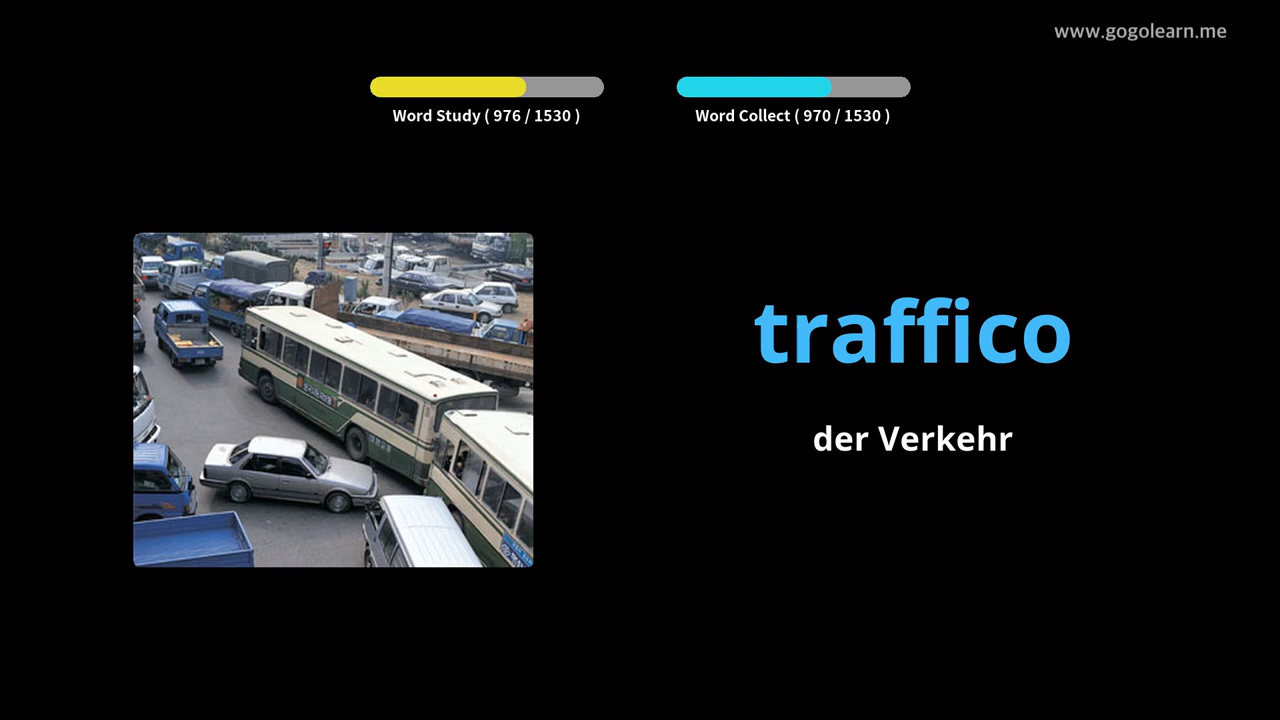 www.gogolearn.me
Word Study ( 976 / 1530 )
Word Collect ( 970 / 1530 )
traffico
der Verkehr